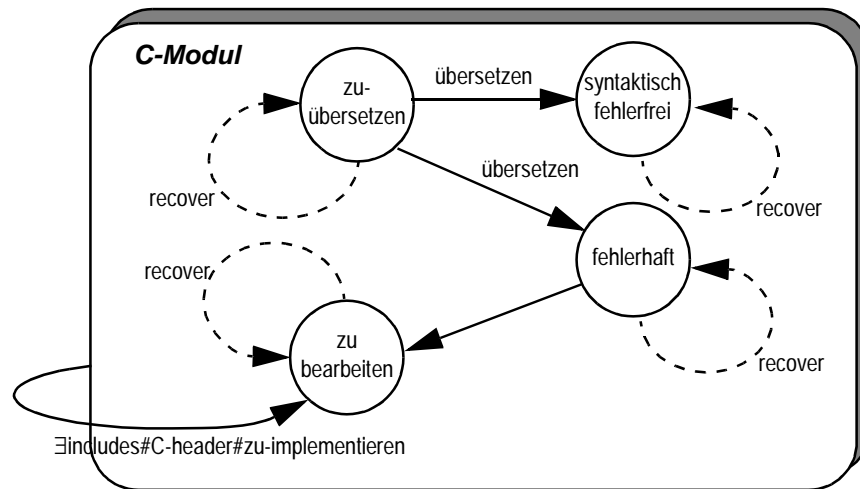 C-Modul
zu-
übersetzen
übersetzen
syntaktisch
fehlerfrei
recover
übersetzen
recover
recover
fehlerhaft
zu
bearbeiten
recover
∃includes#C-header#zu-implementieren